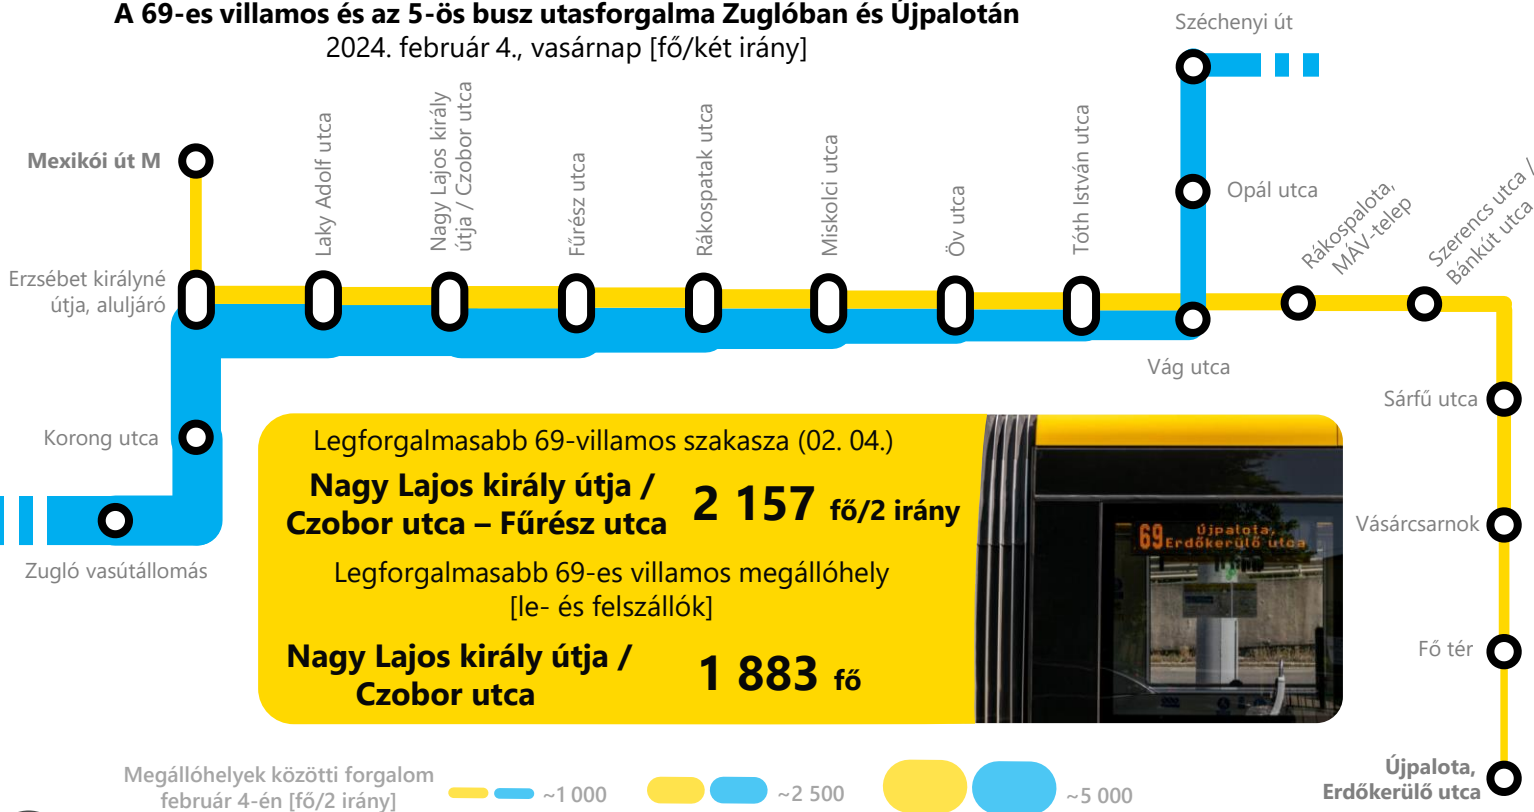 A 69-es villamos és az 5-ös busz utasforgalma Zuglóban és Újpalotán
2024. február 4., vasárnap [fő/két irány]
Széchenyi út
Mexikói út M
Laky Adolf utca
Nagy Lajos király
útja / Czobor utca
Fűrész utca
Rákospatak utca
Miskolci utca
Öv utca
Tóth István utca
Opál utca
Rákospalota,
MÁV-telep
Szerencs utca /
Bánkút utca
Erzsébet királyné
útja, aluljáró
Vág utca
Sárfű utca
Korong utca
Legforgalmasabb 69-villamos szakasza (02. 04.)
Nagy Lajos király útja /
Czobor utca – Fűrész utca
2 157 fő/2 irány
69 Újpalota,
Erdőkerülő utca
Vásárcsarnok
Zugló vasútállomás
Legforgalmasabb 69-es villamos megállóhely
[le- és felszállók]
Nagy Lajos király útja /
Czobor utca
1 883 fő
Fő tér
Megállóhelyek közötti forgalom
február 4-én [fő/2 irány]
~1 000
~2 500
~5 000
Újpalota,
Erdőkerülő utca